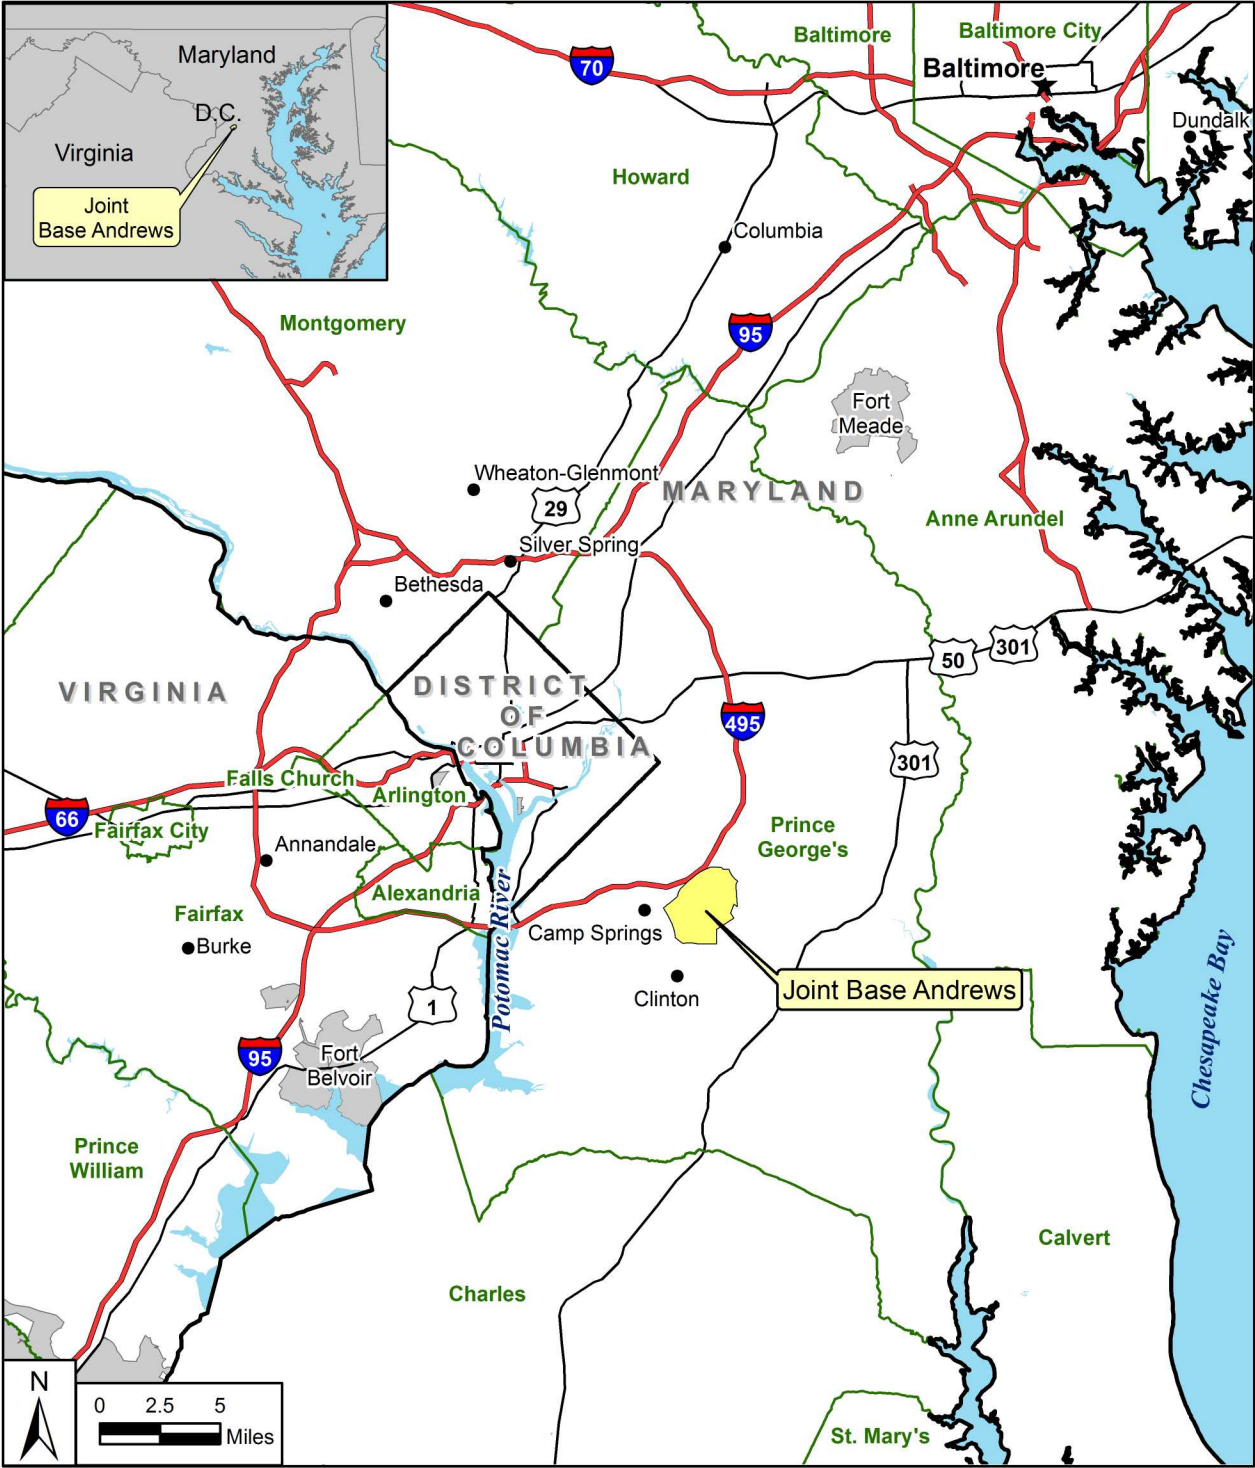 Maryland
D.C.
Virginia
Joint
Base Andrews
70
Baltimore
Baltimore City
Baltimore
Dundalk
Howard
Columbia
Montgomery
95
Fort
Meade
Wheaton-Glenmont
MARYLAND
29
Anne Arundel
Silver Spring
Bethesda
50
301
VIRGINIA
DISTRICT
OF
COLUMBIA
495
301
Falls Church
Arlington
66
Fairfax City
Prince
George's
Annandale
Alexandria
Fairfax
Burke
Camp Springs
Potomac River
Clinton
Joint Base Andrews
1
Chesapeake Bay
95
Fort
Belvoir
Prince
William
Calvert
Charles
St. Mary's
N
0 2.5 5
Miles